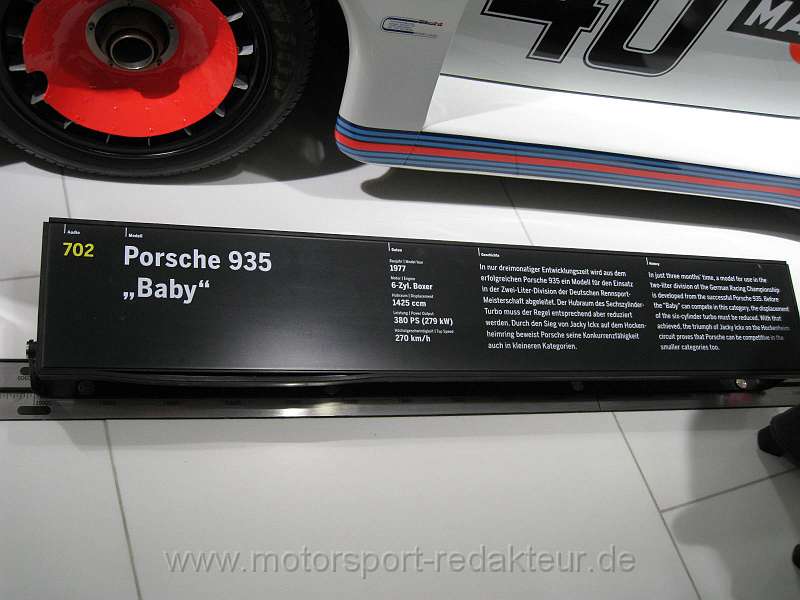 40
MA
Audio
702
Modell
Porsche 935
„Baby“
Daten
Baujahr | Model Year
1977
Motor | Engine
6-Zyl. Boxer
Hubraum | Displacement
1425 ccm
Leistung | Power Output
380 PS (279 kW)
Höchstgeschwindigkeit | Top Speed
270 km/h
Geschichte
In nur dreimonatiger Entwicklungszeit wird aus dem
erfolgreichen Porsche 935 ein Modell für den Einsatz
in der Zwei-Liter-Division der Deutschen Rennsport-
Meisterschaft abgeleitet. Der Hubraum des Sechszylinder-
Turbo muss der Regel entsprechend aber reduziert
werden. Durch den Sieg von Jacky Ickx auf dem Hocken-
heimring beweist Porsche seine Konkurrenzfähigkeit
auch in kleineren Kategorien.
History
In just three months' time, a model for use in the
two-liter division of the German Racing Championship
is developed from the successful Porsche 935. Before
the "Baby" can compete in this category, the displacement
of the six-cylinder turbo must be reduced. With that
achieved, the triumph of Jacky Ickx on the Hockenheim
circuit proves that Porsche can be competitive in the
smaller categories too.
www.motorsport-redakteur.de